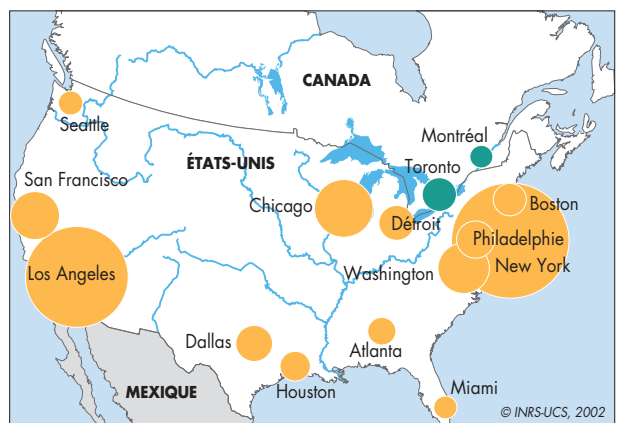 CANADA
Seattle
Montréal
ÉTATS-UNIS
Toronto
San Francisco
Chicago
Boston
Détroit
Philadelphie
Los Angeles
Washington
New York
Dallas
Atlanta
Houston
Miami
MEXIQUE
© INRS-UCS, 2002